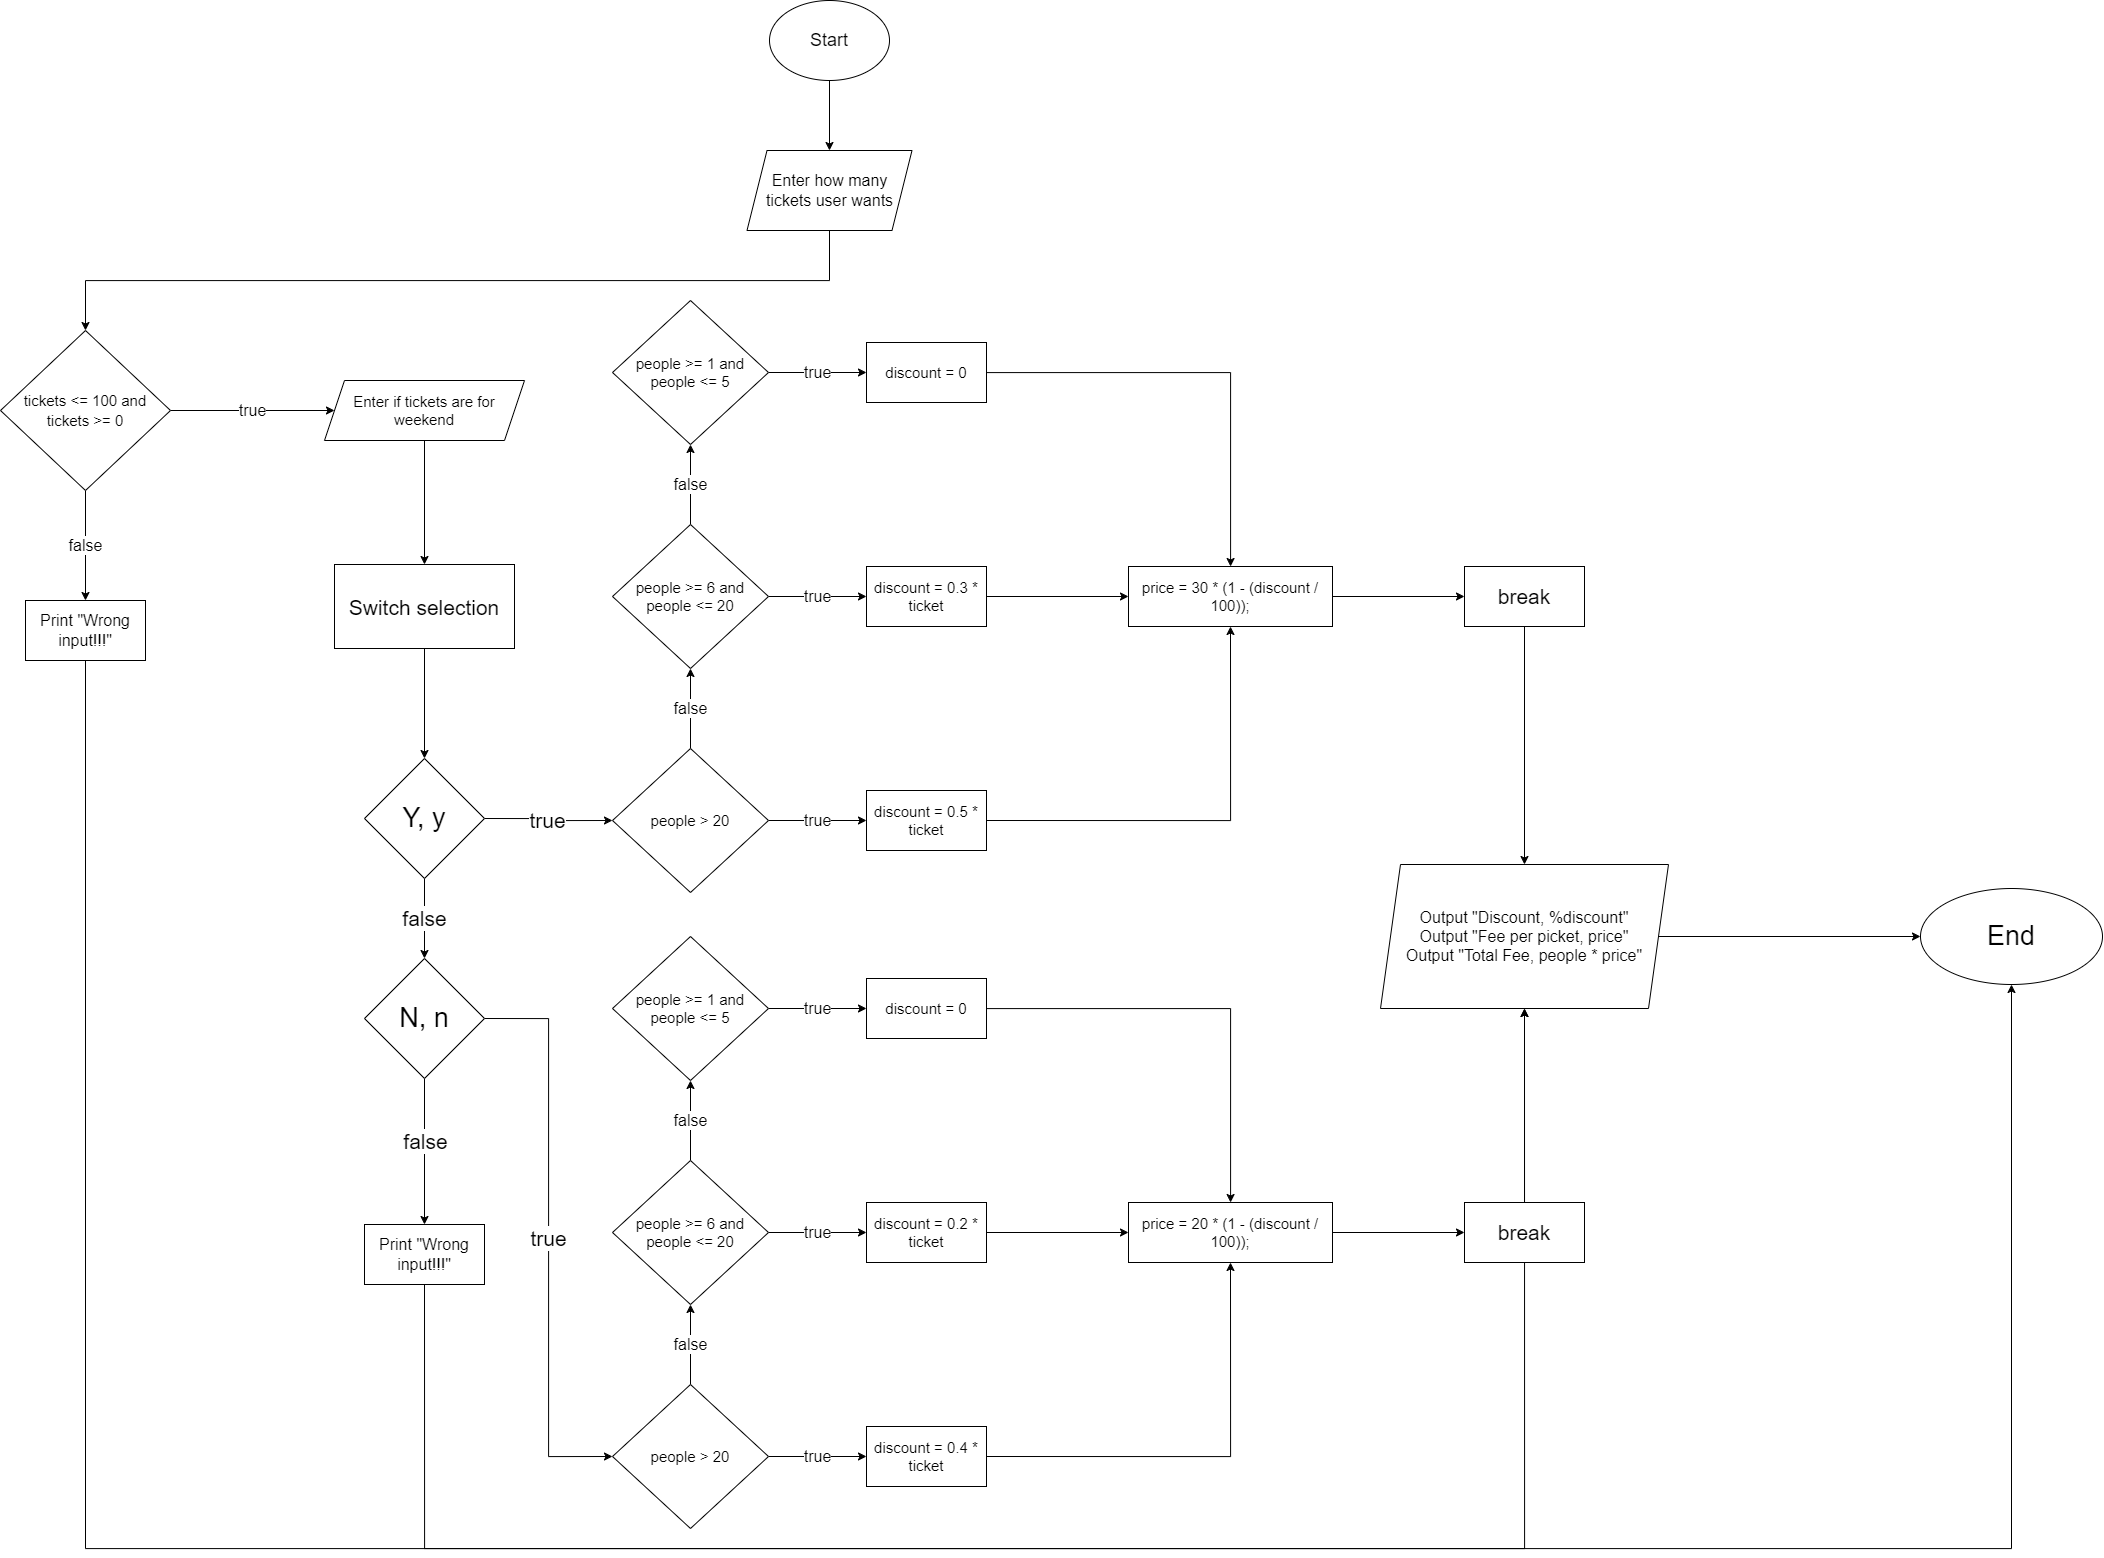 Start
Enter how many
tickets user wants
tickets <= 100 and
tickets >= 0
true
Enter if tickets are for
weekend
false
Print "Wrong
input!!!"
Switch selection
Y, y
true
false
N, n
false
Print "Wrong
input!!!"
true
people >= 1 and
people <= 5
true
discount = 0
false
people >= 6 and
people <= 20
true
discount = 0.3 *
ticket
false
people > 20
true
discount = 0.5 *
ticket
price = 30 * (1 - (discount /
100));
break
people >= 1 and
people <= 5
true
discount = 0
false
people >= 6 and
people <= 20
true
discount = 0.2 *
ticket
false
people > 20
true
discount = 0.4 *
ticket
price = 20 * (1 - (discount /
100));
break
Output "Discount, %discount"
Output "Fee per picket, price"
Output "Total Fee, people * price"
End